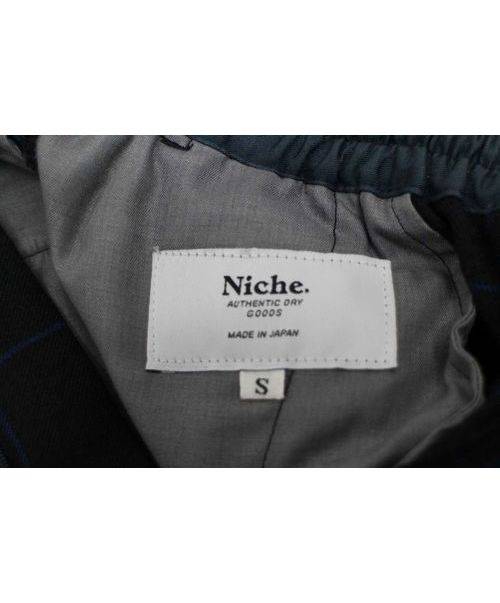 Niche.
AUTHENTIC DRY
GOODS
MADE IN JAPAN
S